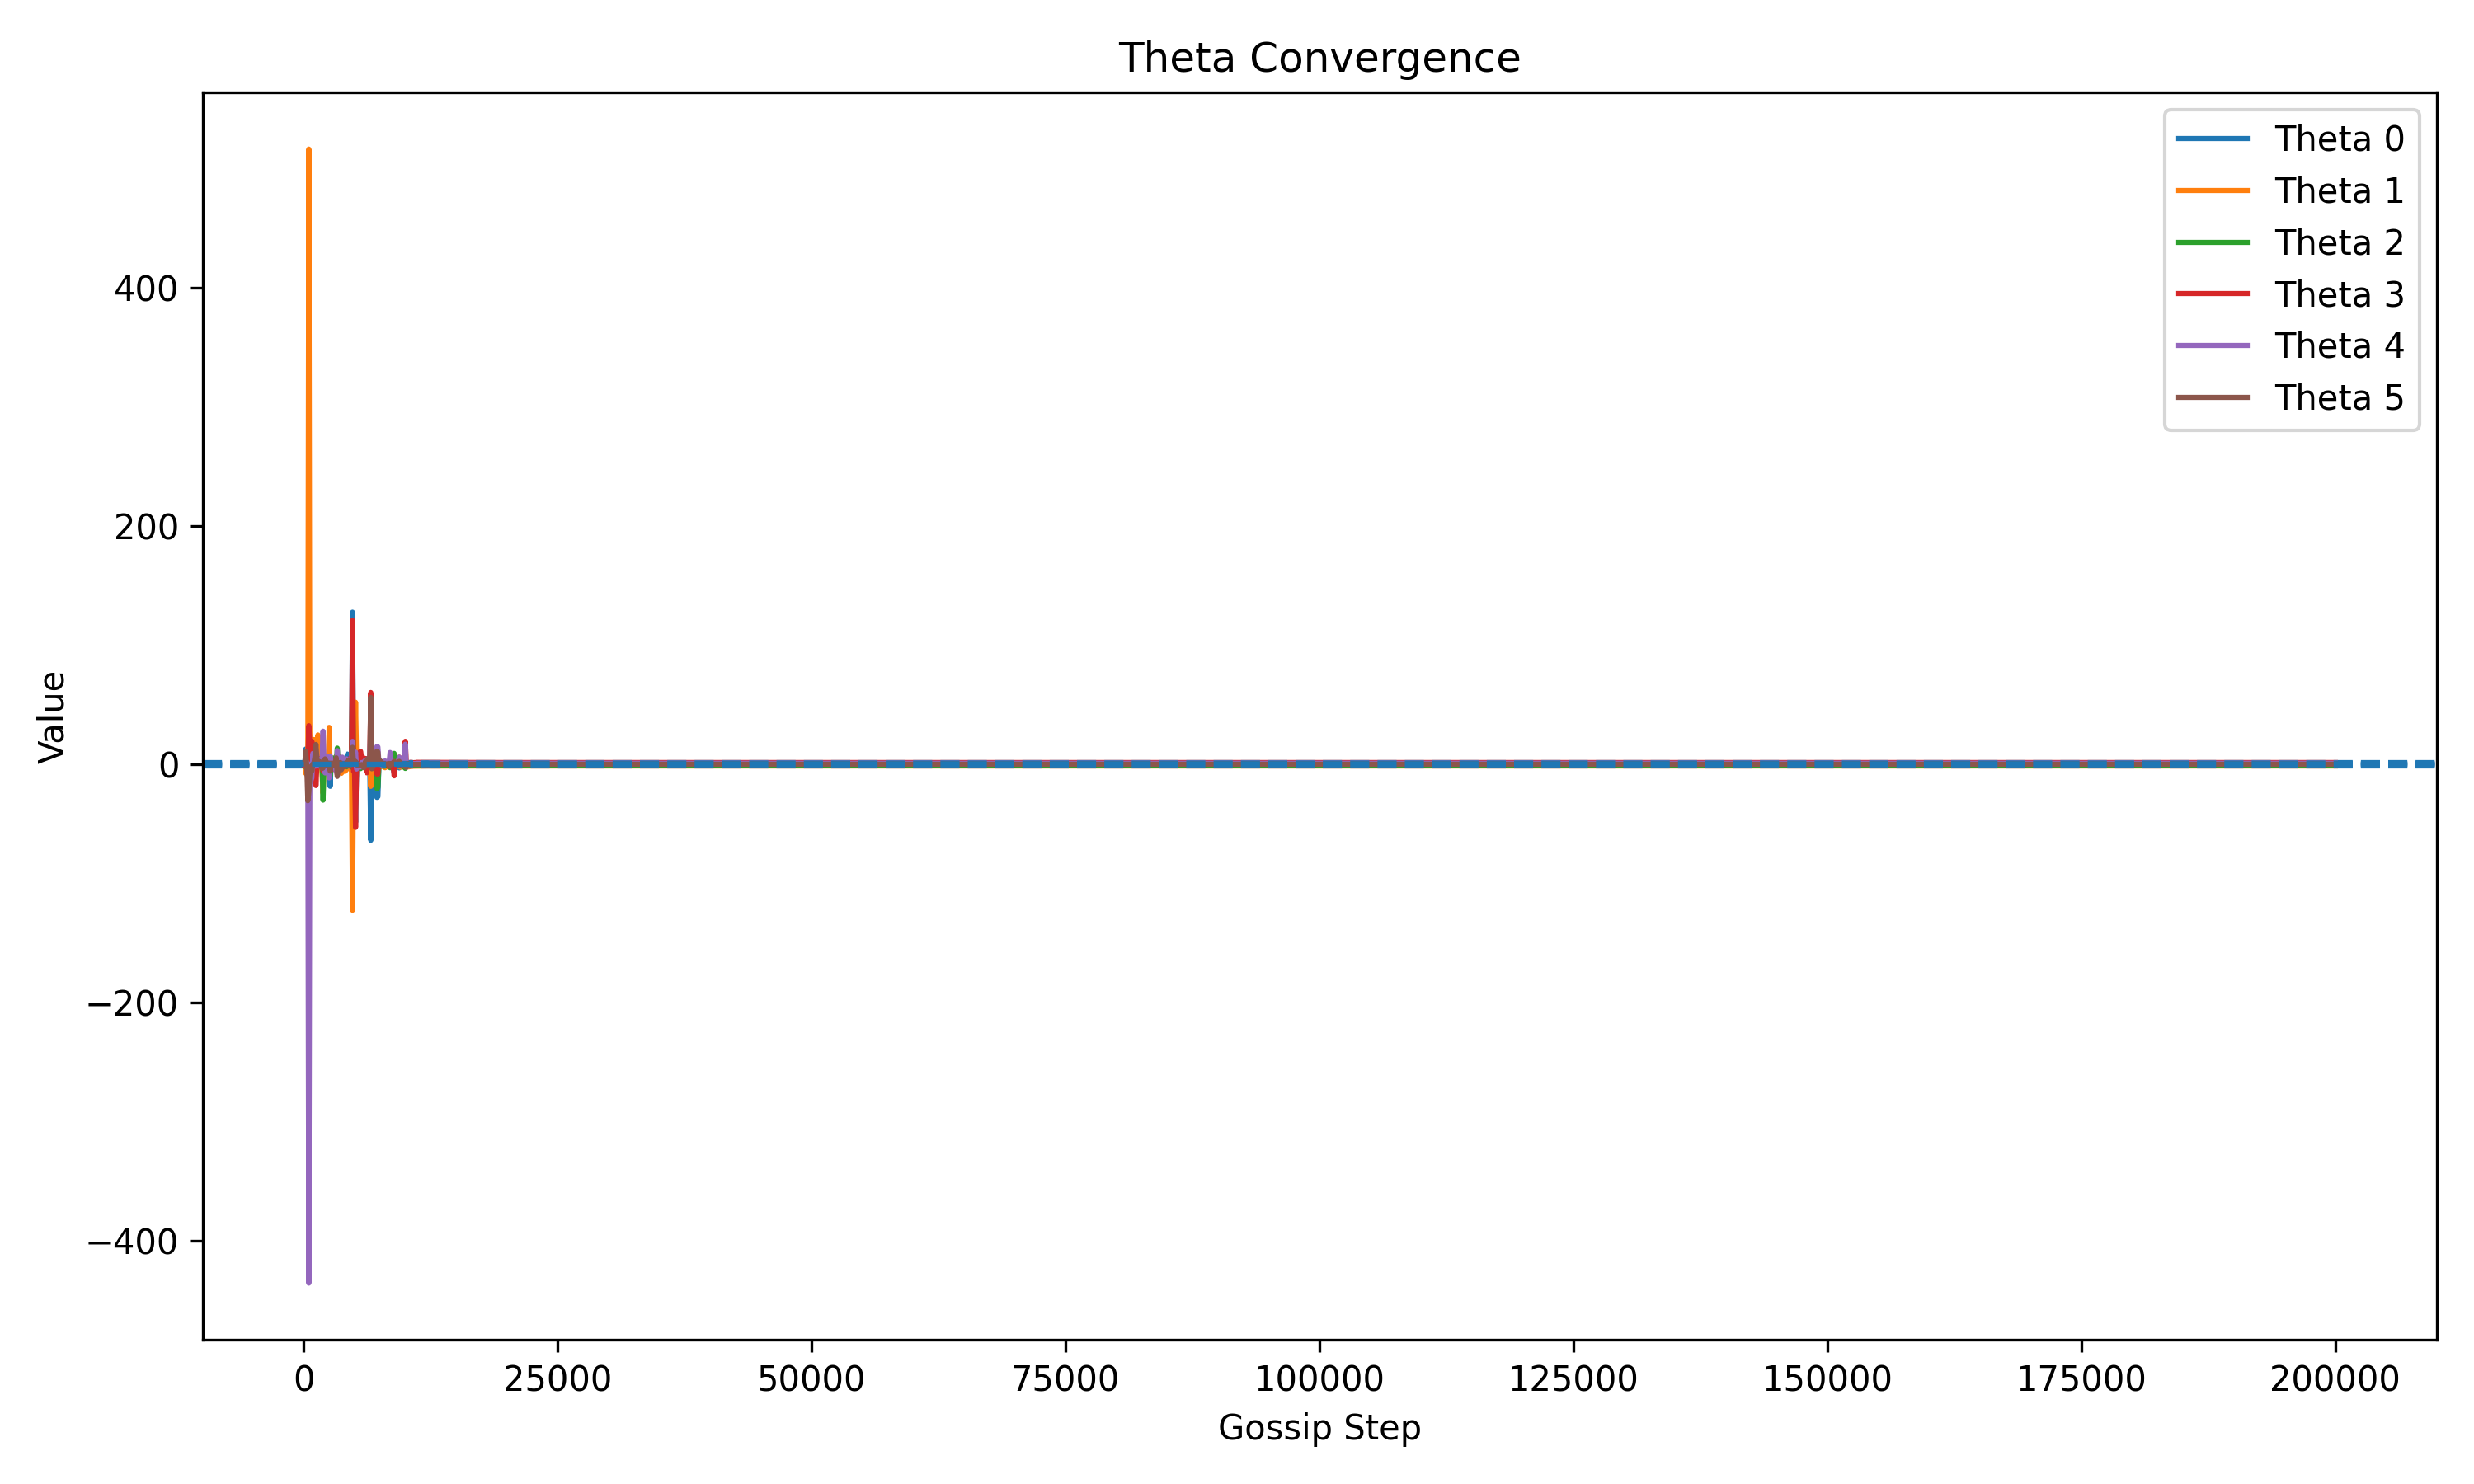 Theta Convergence
Theta 0
Theta 1
Theta 2
Theta 3
Theta 4
Theta 5
400
200
0
−200
−400
Value
0 25000 50000 75000 100000 125000 150000 175000 200000
Gossip Step